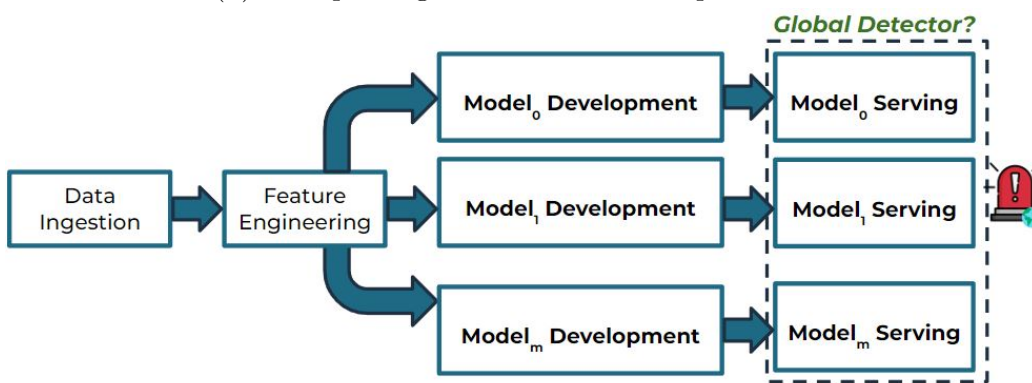 Global Detector?
Model₀ Development
Model₀ Serving
Data
Ingestion
Feature
Engineering
Model₁ Development
Model₁ Serving
Modelₘ Development
Modelₘ Serving